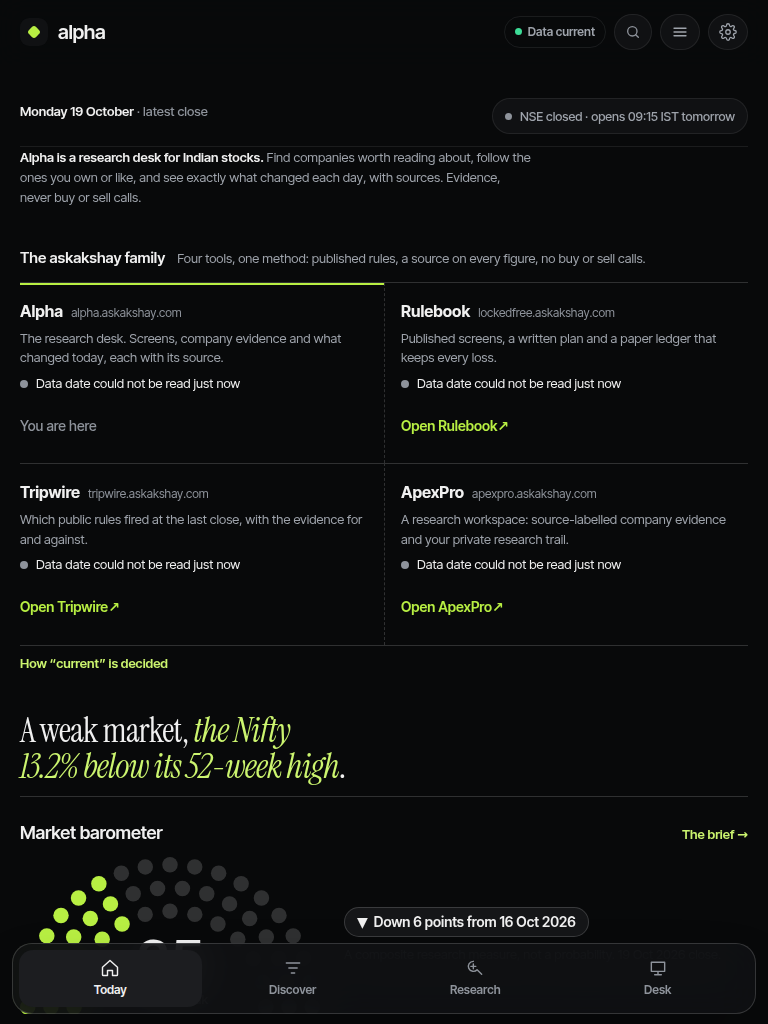 alpha
Data current
Monday 19 October · latest close
NSE closed · opens 09:15 IST tomorrow
Alpha is a research desk for Indian stocks. Find companies worth reading about, follow the
ones you own or like, and see exactly what changed each day, with sources. Evidence,
never buy or sell calls.
The askakshay family Four tools, one method: published rules, a source on every figure, no buy or sell calls.
Alpha alpha.askakshay.com
The research desk. Screens, company evidence and what
changed today, each with its source.
Data date could not be read just now
You are here
Rulebook lockedfree.askakshay.com
Published screens, a written plan and a paper ledger that
keeps every loss.
Data date could not be read just now
Open Rulebook↗
Tripwire tripwire.askakshay.com
Which public rules fired at the last close, with the evidence for
and against.
Data date could not be read just now
Open Tripwire↗
ApexPro apexpro.askakshay.com
A research workspace: source-labelled company evidence
and your private research trail.
Data date could not be read just now
Open ApexPro↗
How “current” is decided
A weak market, the Nifty
13.2% below its 52-week high.
Market barometer
The brief →
▼ Down 6 points from 16 Oct 2026
Today
Discover
Research
Desk